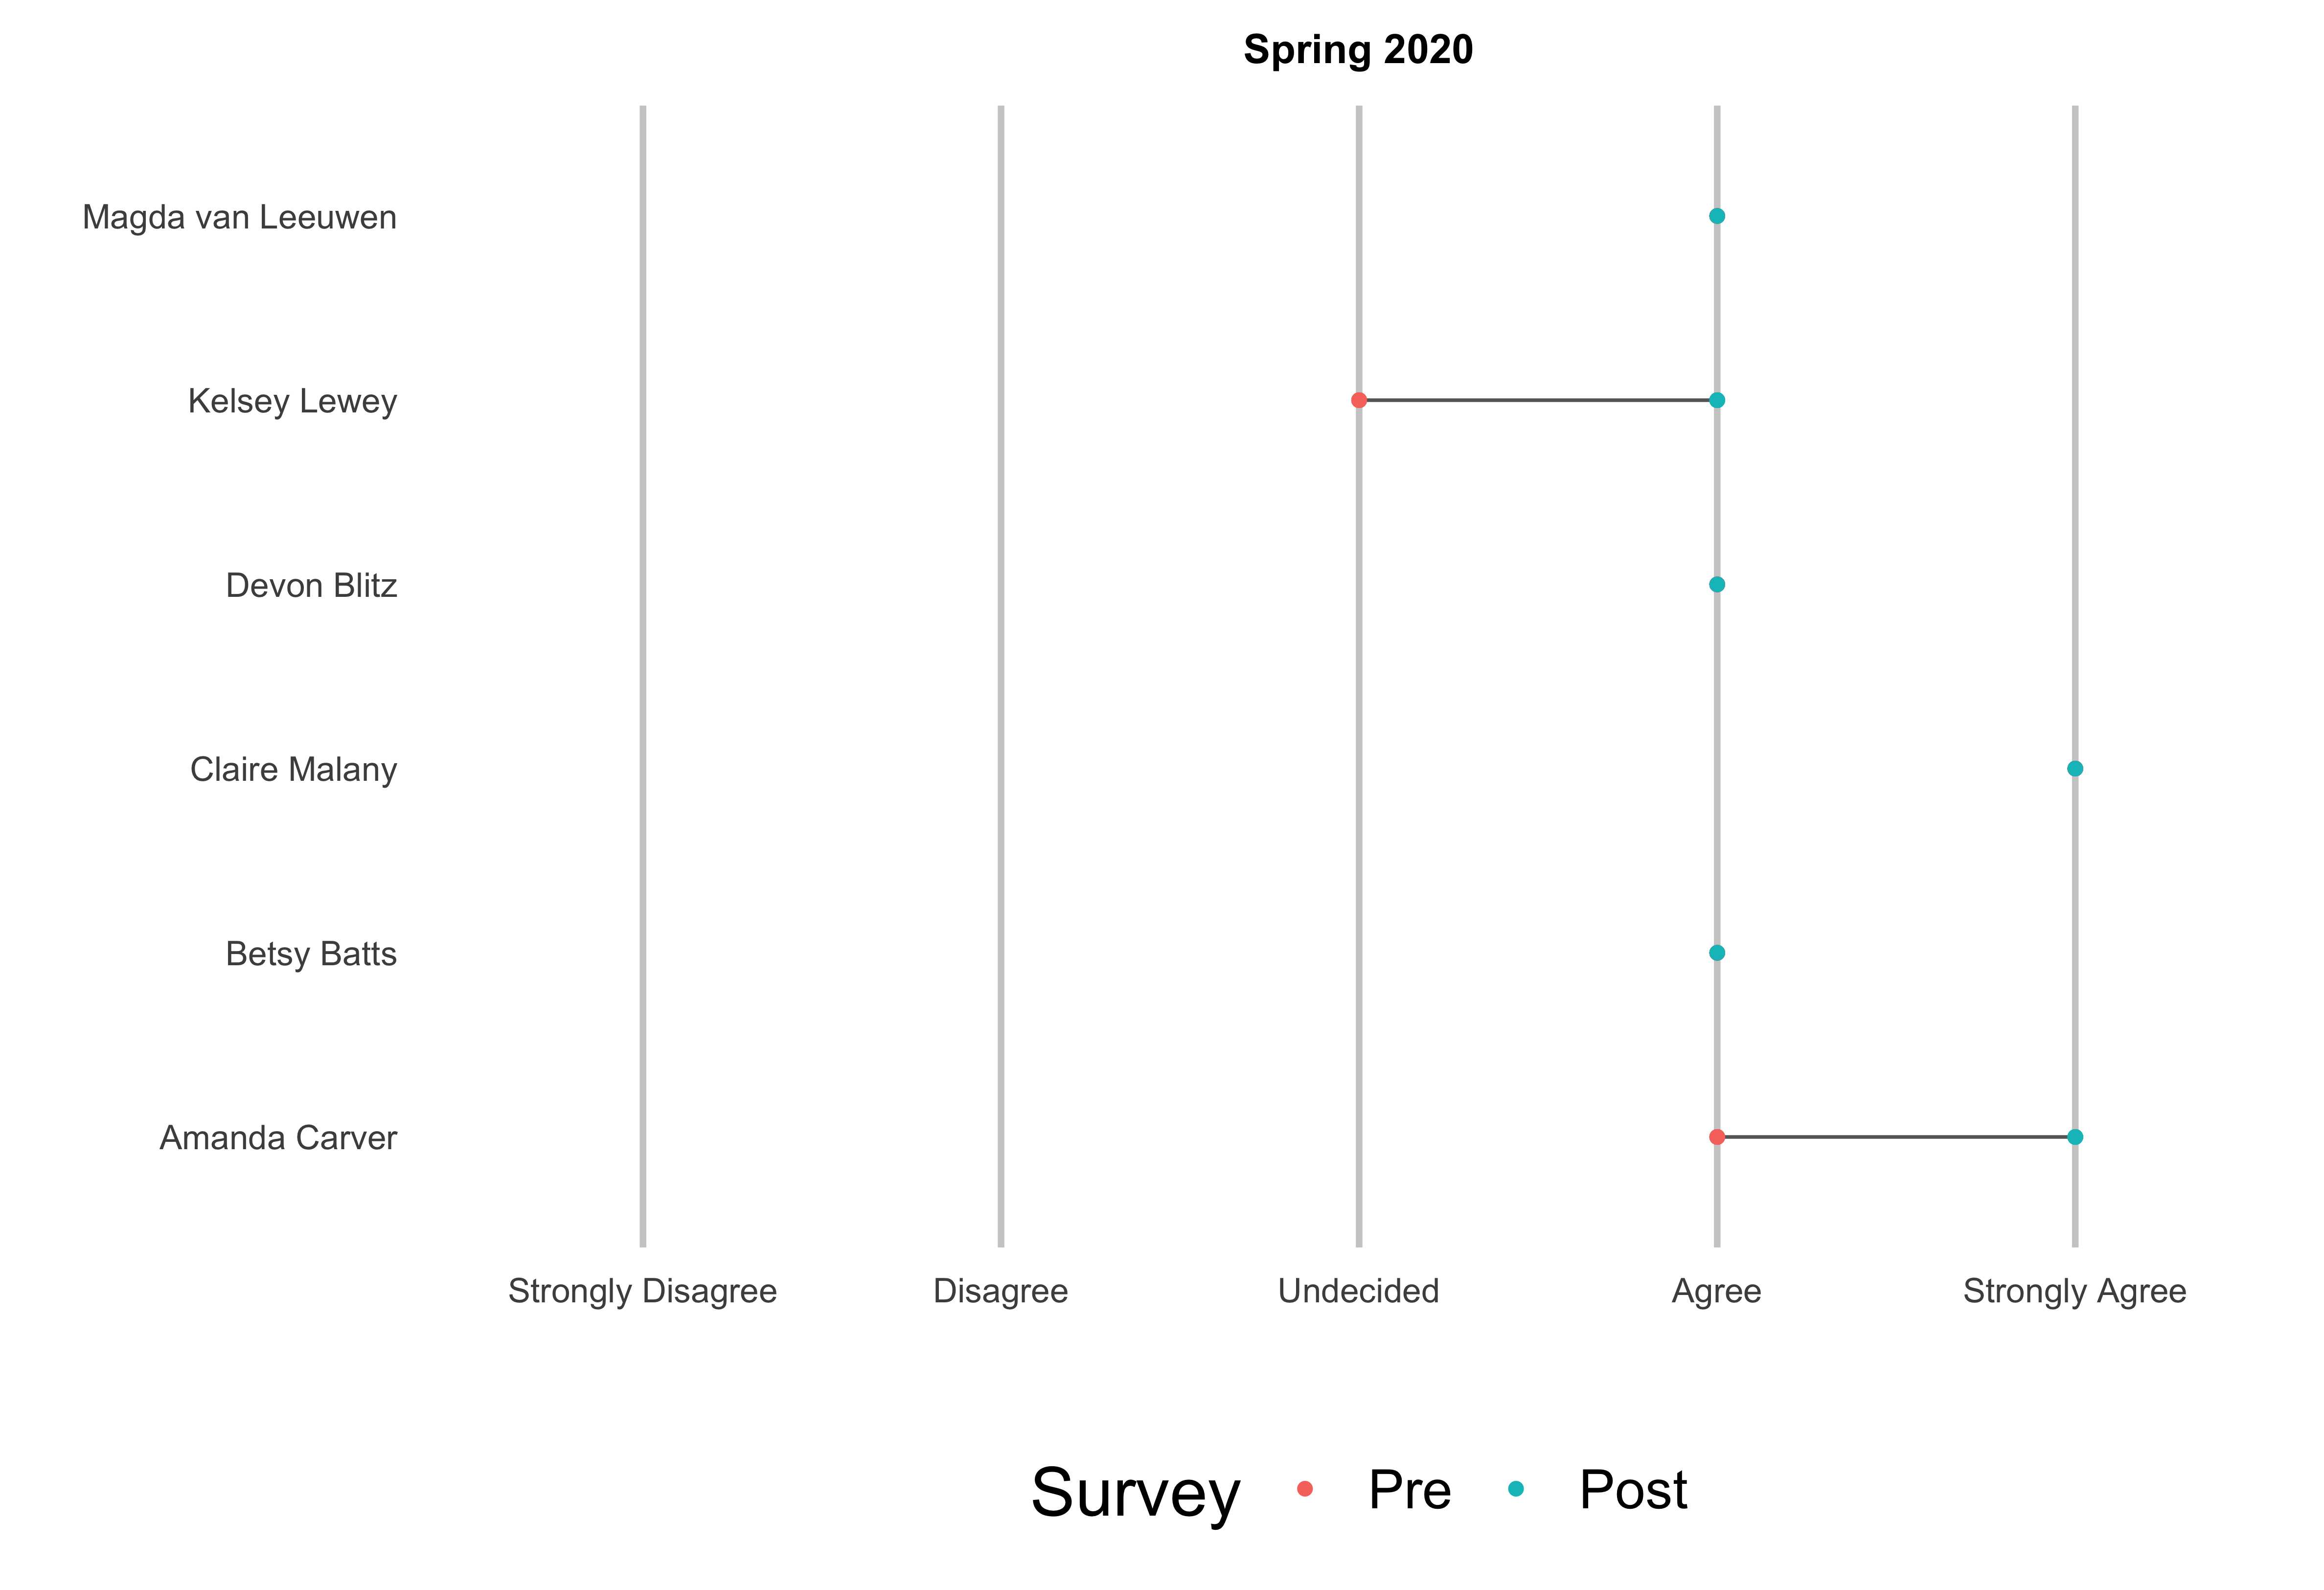 Spring 2020
Magda van Leeuwen
Kelsey Lewey
Devon Blitz
Claire Malany
Betsy Batts
Amanda Carver
Strongly Disagree Disagree Undecided Agree Strongly Agree
Survey Pre Post